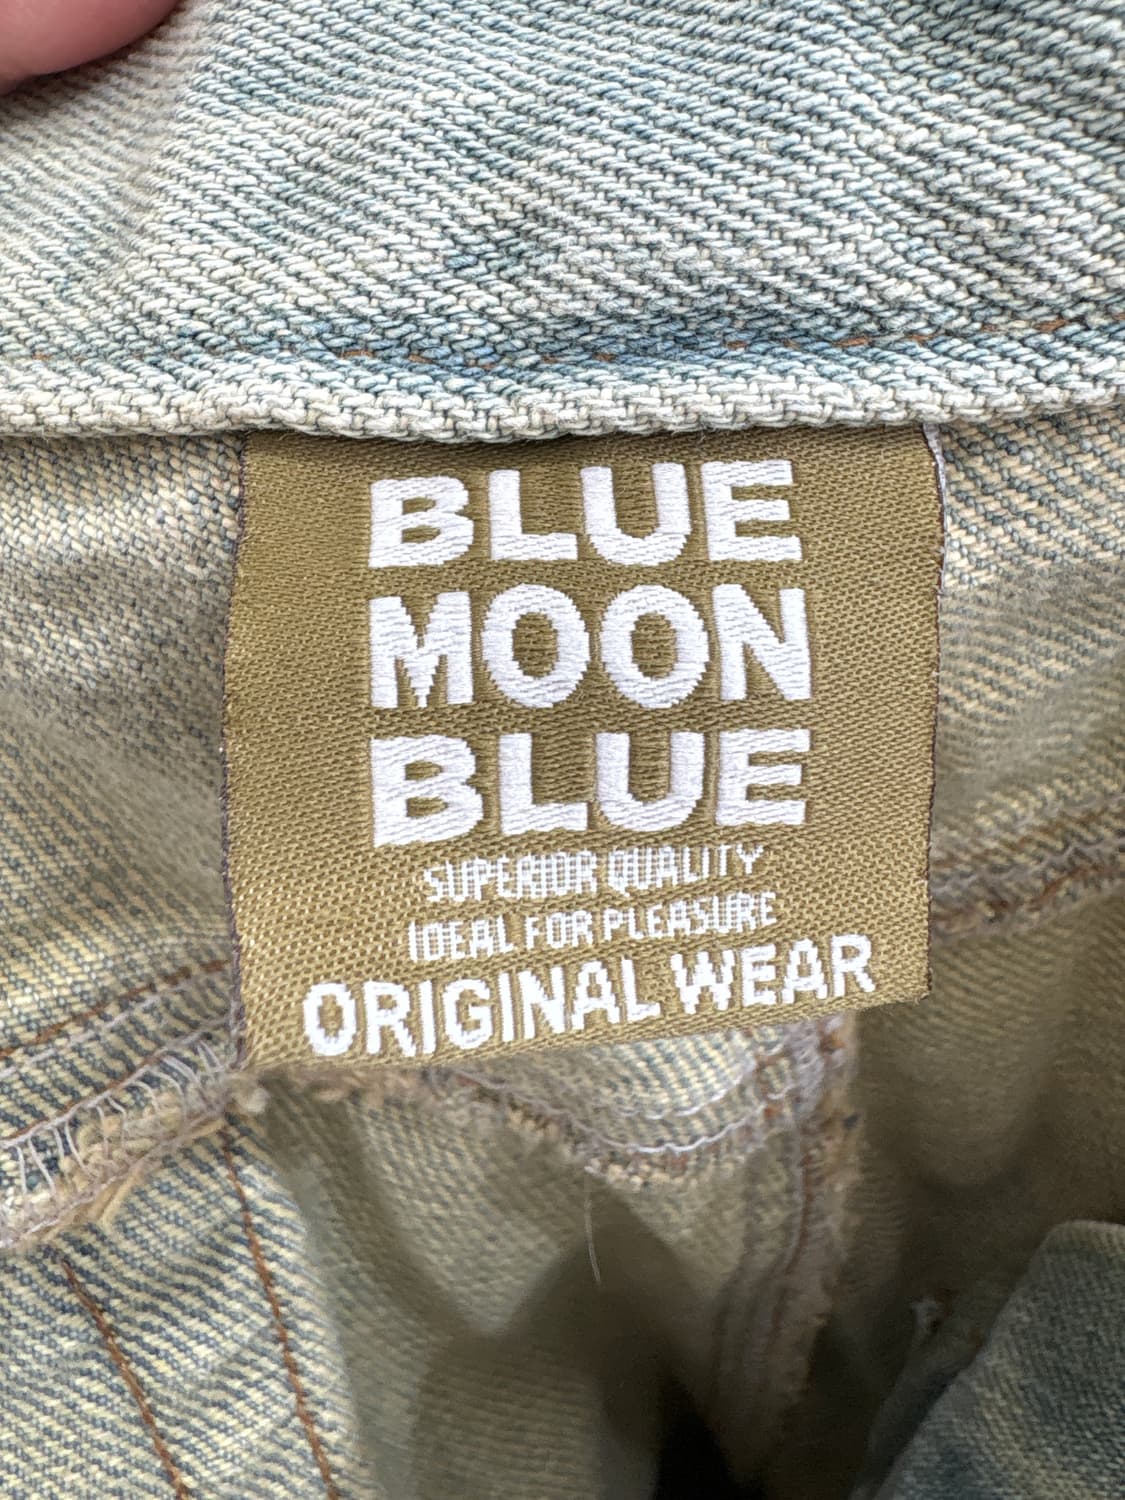 BLUE
MOON
BLUE
SUPERIOR QUALITY
IDEAL FOR PLEASURE
ORIGINAL WEAR